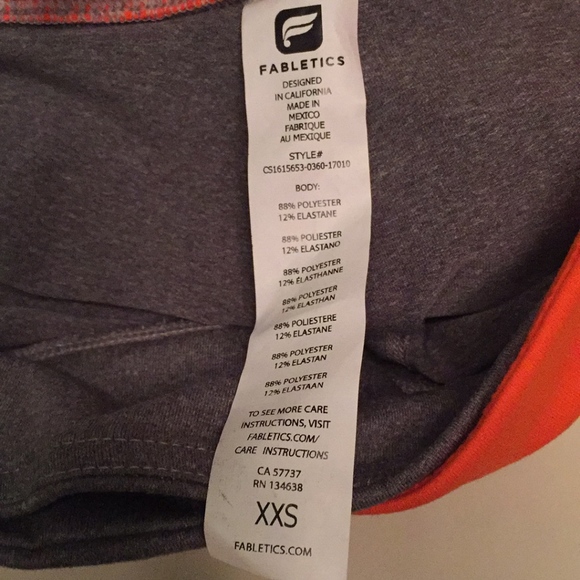 FABLETICS
DESIGNED
IN CALIFORNIA
MADE IN
MEXICO
FABRIQUE
AU MEXIQUE
STYLE#
CS1615653-0360-17010
BODY:
88% POLYESTER
12% ELASTANE
88% POLIESTER
12% ELASTANO
88% POLYESTER
12% ÉLASTHANNE
88% POLYESTER
12% ELASTHAN
88% POLIESTERE
12% ELASTANE
88% POLYESTER
12% ELASTAN
88% POLYESTER
12% ELASTAAN
TO SEE MORE CARE
INSTRUCTIONS, VISIT
FABLETICS.COM/
CARE INSTRUCTIONS
CA 57737
RN 134638
XXS
FABLETICS.COM